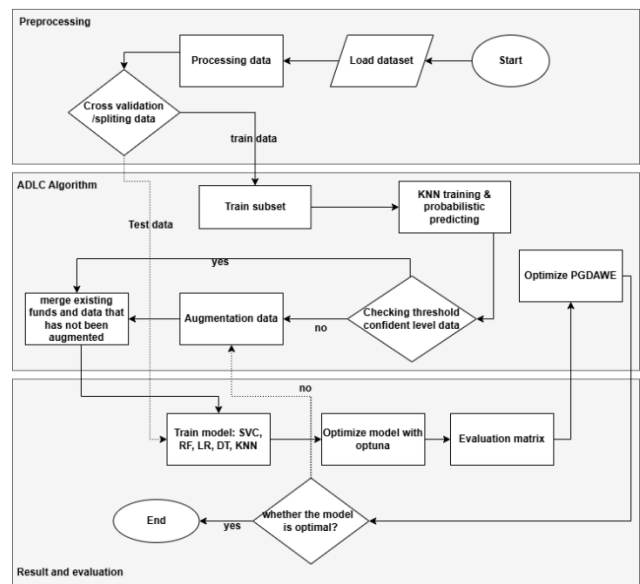 Preprocessing
Start
Load dataset
Processing data
Cross validation
/spliting data
train data
ADLC Algorithm
Test data
Train subset
KNN training &
probabilistic
predicting
yes
Optimize PGDAWE
merge existing
funds and data that
has not been
augmented
Augmentation data
no
Checking threshold
confident level data
no
Train model: SVC,
RF, LR, DT, KNN
Optimize model with
optuna
Evaluation matrix
End
yes
whether the model
is optimal?
Result and evaluation